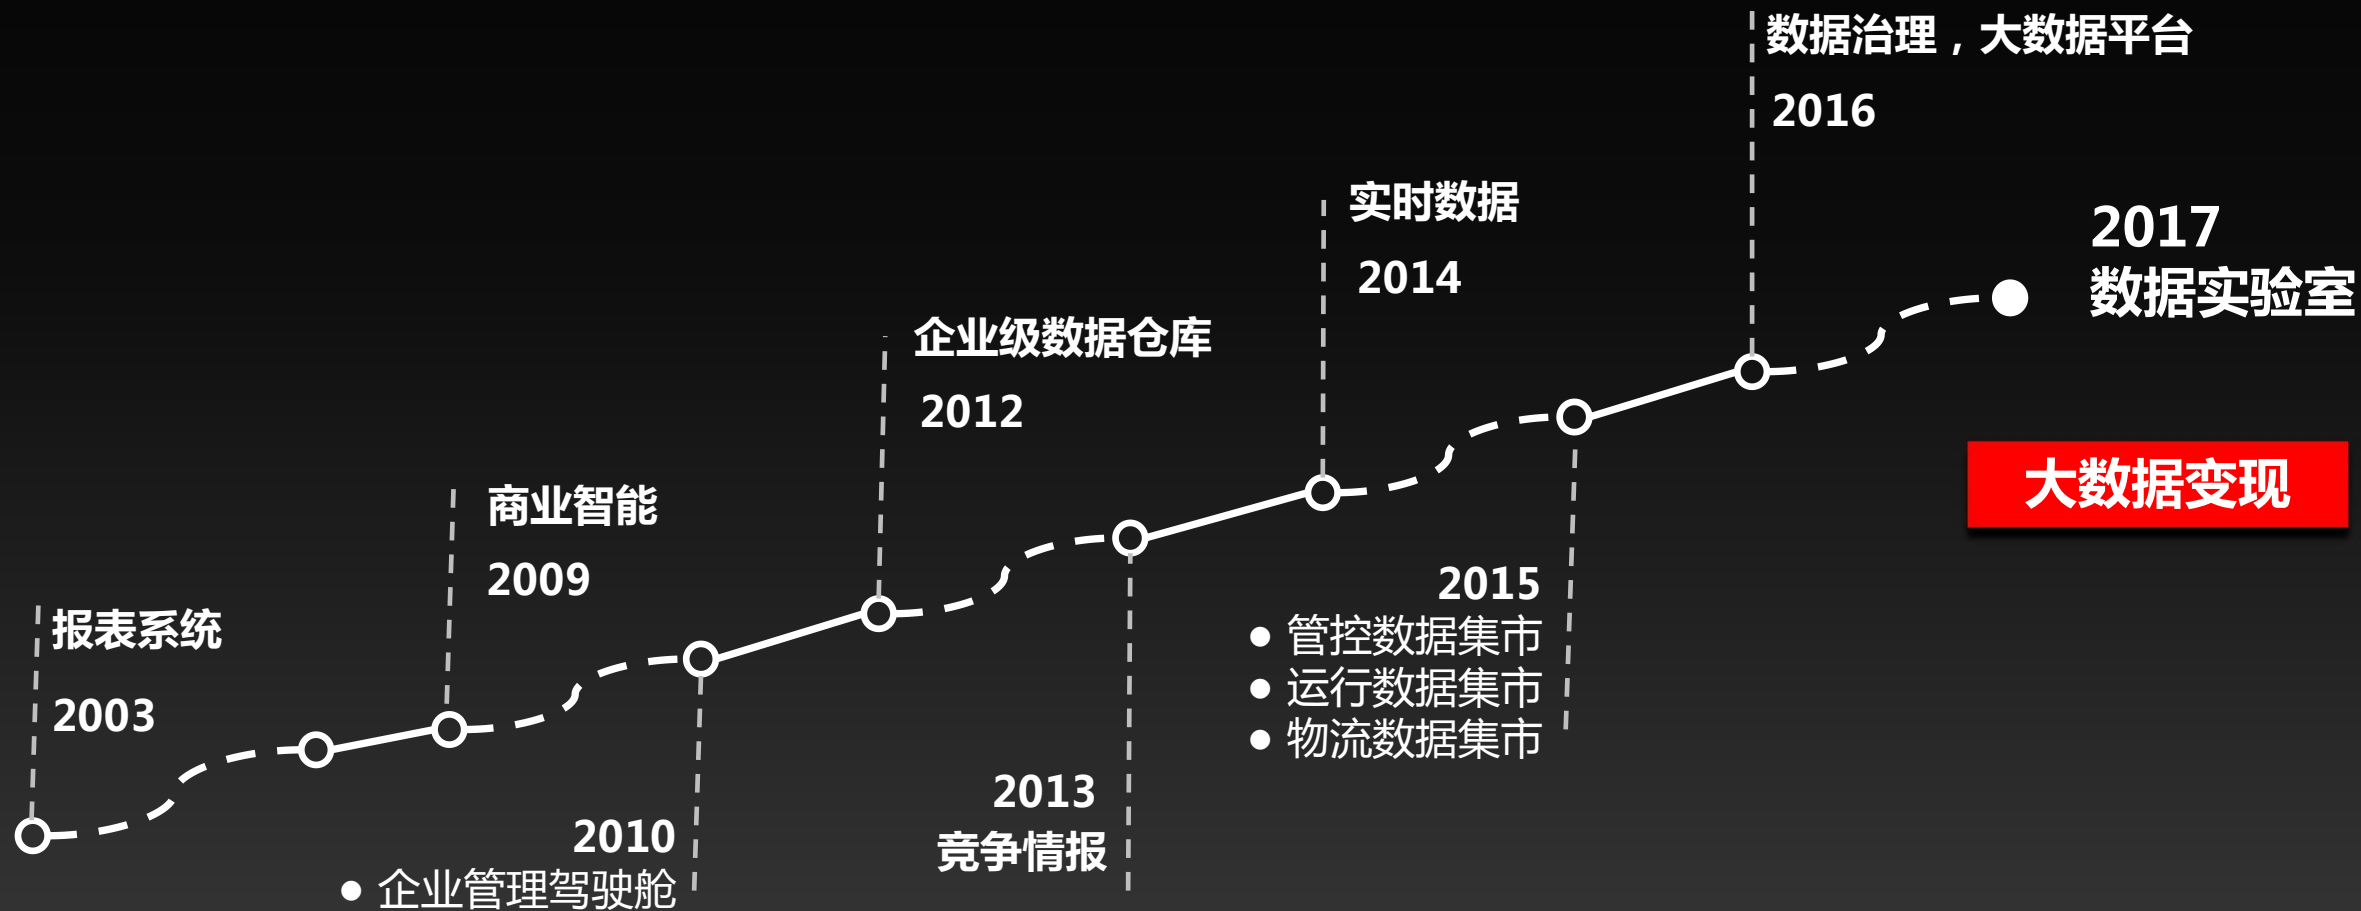 报表系统
2003
商业智能
2009
2010
企业管理驾驶舱
企业级数据仓库
2012
2013
竞争情报
实时数据
2014
2015
管控数据集市
运行数据集市
物流数据集市
数据治理，大数据平台
2016
2017
数据实验室
大数据变现